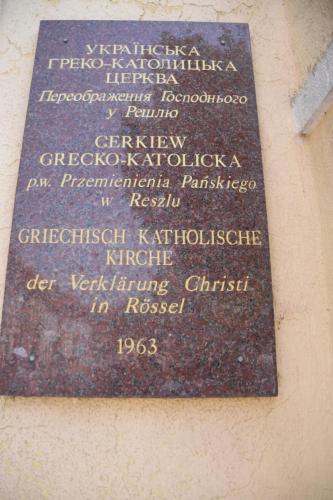 УКРАЇНСЬКА
ГРЕКО-КАТОЛИЦЬКА
ЦЕРКВА
Переображення Господнього
у Решлю
CERKIEW
GRECKO-KATOLICKA
p.w. Przemienienia Pańskiego
w Reszlu
GRIECHISCH KATHOLISCHE
KIRCHE
der Verklärung Christi
in Rössel
1963